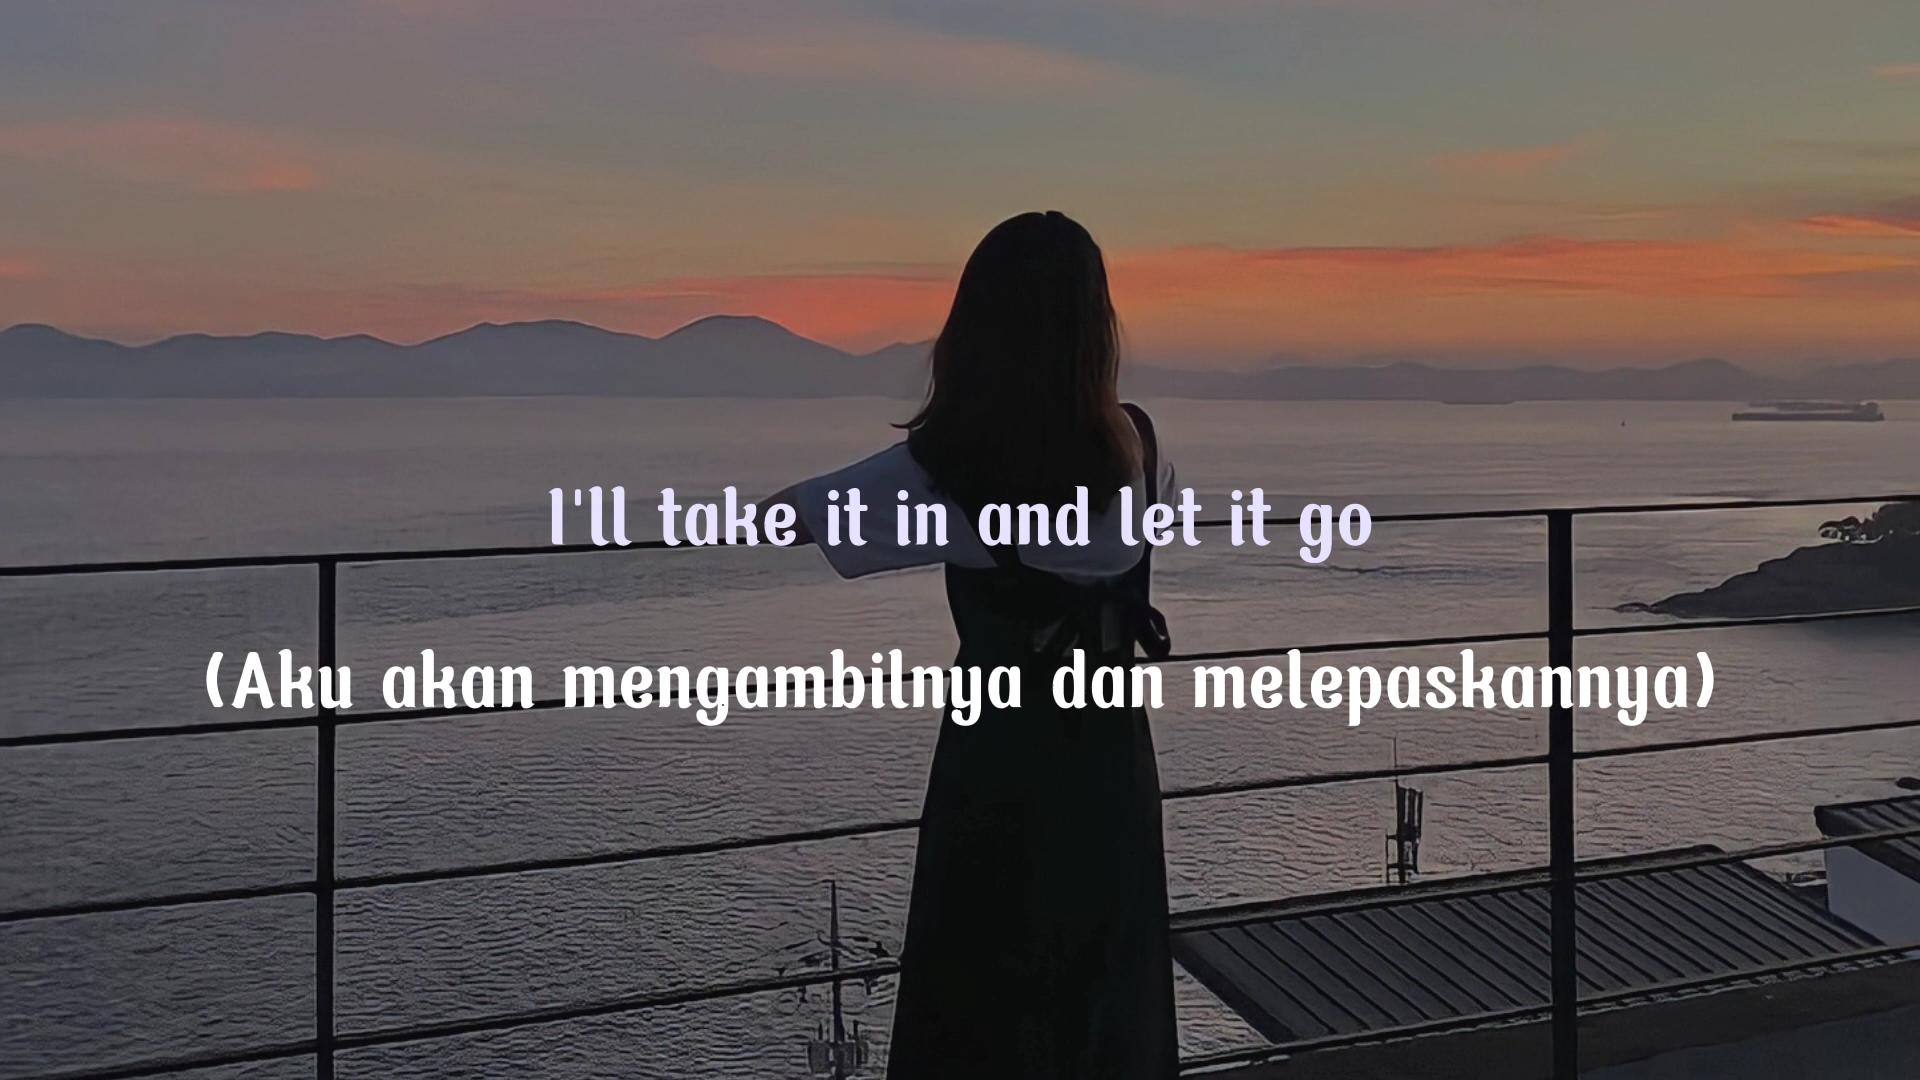 I'll take it in and let it go
(Aku akan mengambilnya dan melepaskannya)